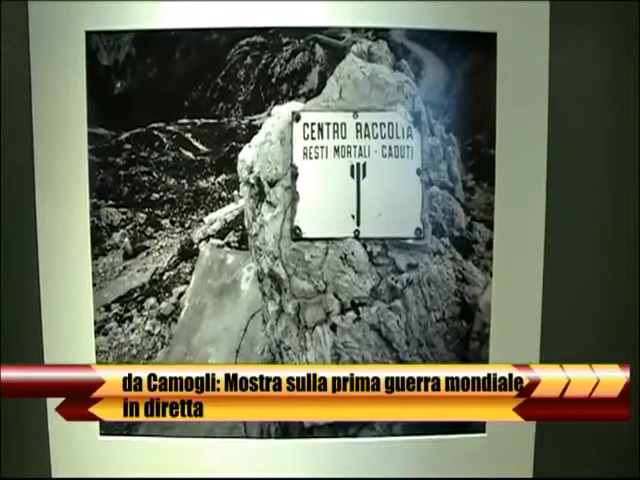 CENTRO RACCOLTA
RESTI MORTALI - CADUTI
da Camogli: Mostra sulla prima guerra mondiale
in diretta